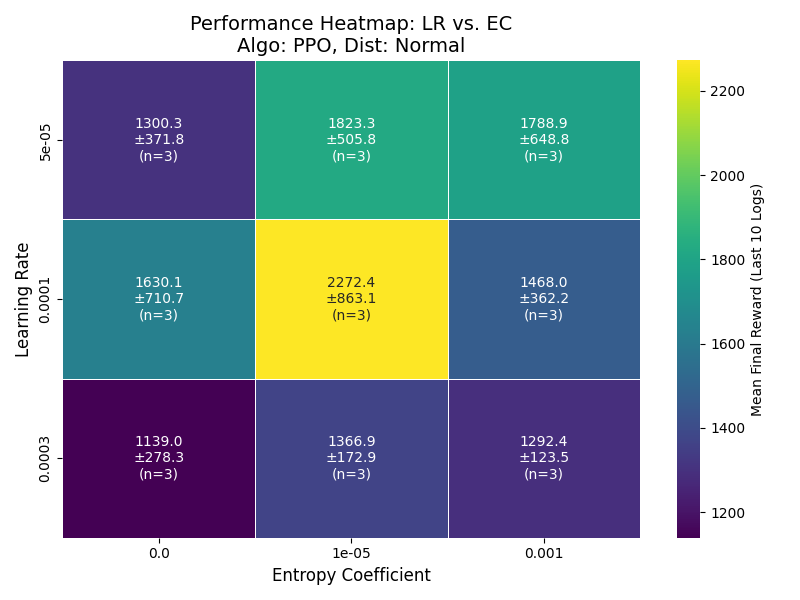 Performance Heatmap: LR vs. EC
Algo: PPO, Dist: Normal
Learning Rate
5e-05
1300.3
±371.8
(n=3)
1823.3
±505.8
(n=3)
1788.9
±648.8
(n=3)
0.0001
1630.1
±710.7
(n=3)
2272.4
±863.1
(n=3)
1468.0
±362.2
(n=3)
0.0003
1139.0
±278.3
(n=3)
1366.9
±172.9
(n=3)
1292.4
±123.5
(n=3)
0.0
1e-05
0.001
Entropy Coefficient
2200
2000
1800
1600
1400
1200
Mean Final Reward (Last 10 Logs)